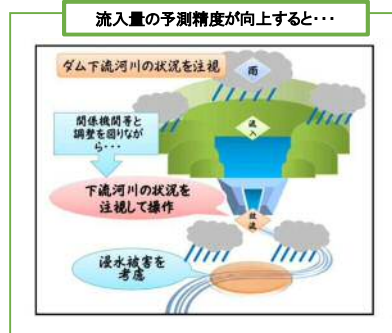 流入量の予測精度が向上すると･･･
ダム下流河川の状況を注視
雨
関係機関等と
調整を図りなが
ら･･･
流入
下流河川の状況を
注視して操作
放流
浸水被害を
考慮